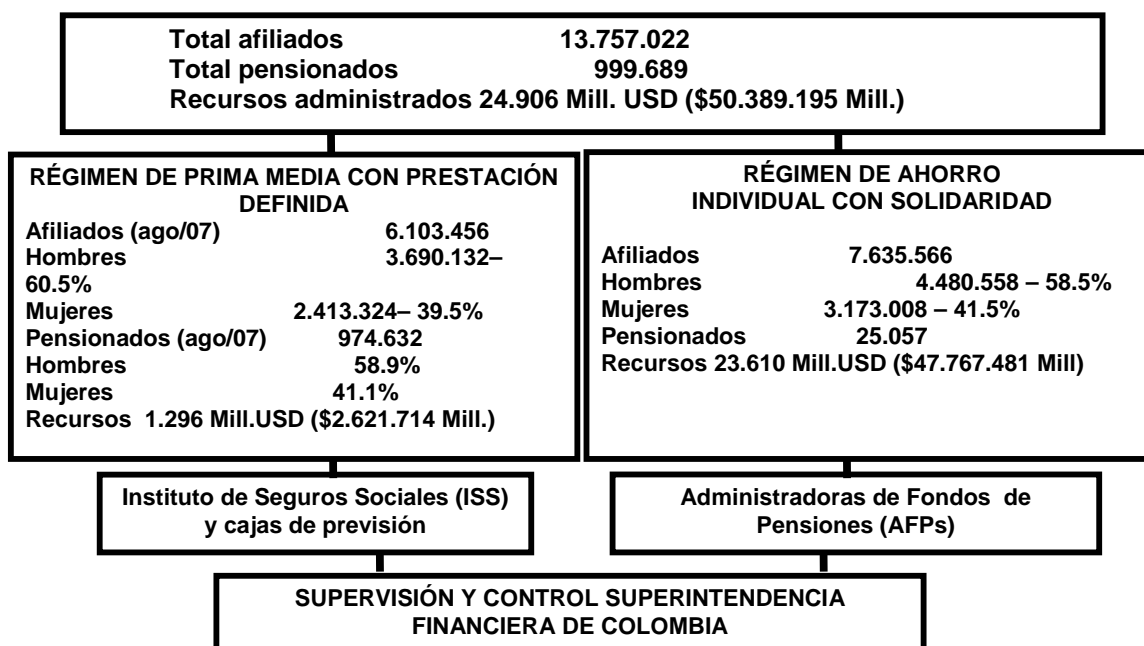 Total afiliados 13.757.022
Total pensionados 999.689
Recursos administrados 24.906 Mill. USD ($50.389.195 Mill.)
RÉGIMEN DE PRIMA MEDIA CON PRESTACIÓN
DEFINIDA
Afiliados (ago/07) 6.103.456
Hombres 3.690.132–
60.5%
Mujeres 2.413.324– 39.5%
Pensionados (ago/07) 974.632
Hombres 58.9%
Mujeres 41.1%
Recursos 1.296 Mill.USD ($2.621.714 Mill.)
RÉGIMEN DE AHORRO
INDIVIDUAL CON SOLIDARIDAD
Afiliados 7.635.566
Hombres 4.480.558 – 58.5%
Mujeres 3.173.008 – 41.5%
Pensionados 25.057
Recursos 23.610 Mill.USD ($47.767.481 Mill)
Instituto de Seguros Sociales (ISS)
y cajas de previsión
Administradoras de Fondos de
Pensiones (AFPs)
SUPERVISIÓN Y CONTROL SUPERINTENDENCIA
FINANCIERA DE COLOMBIA